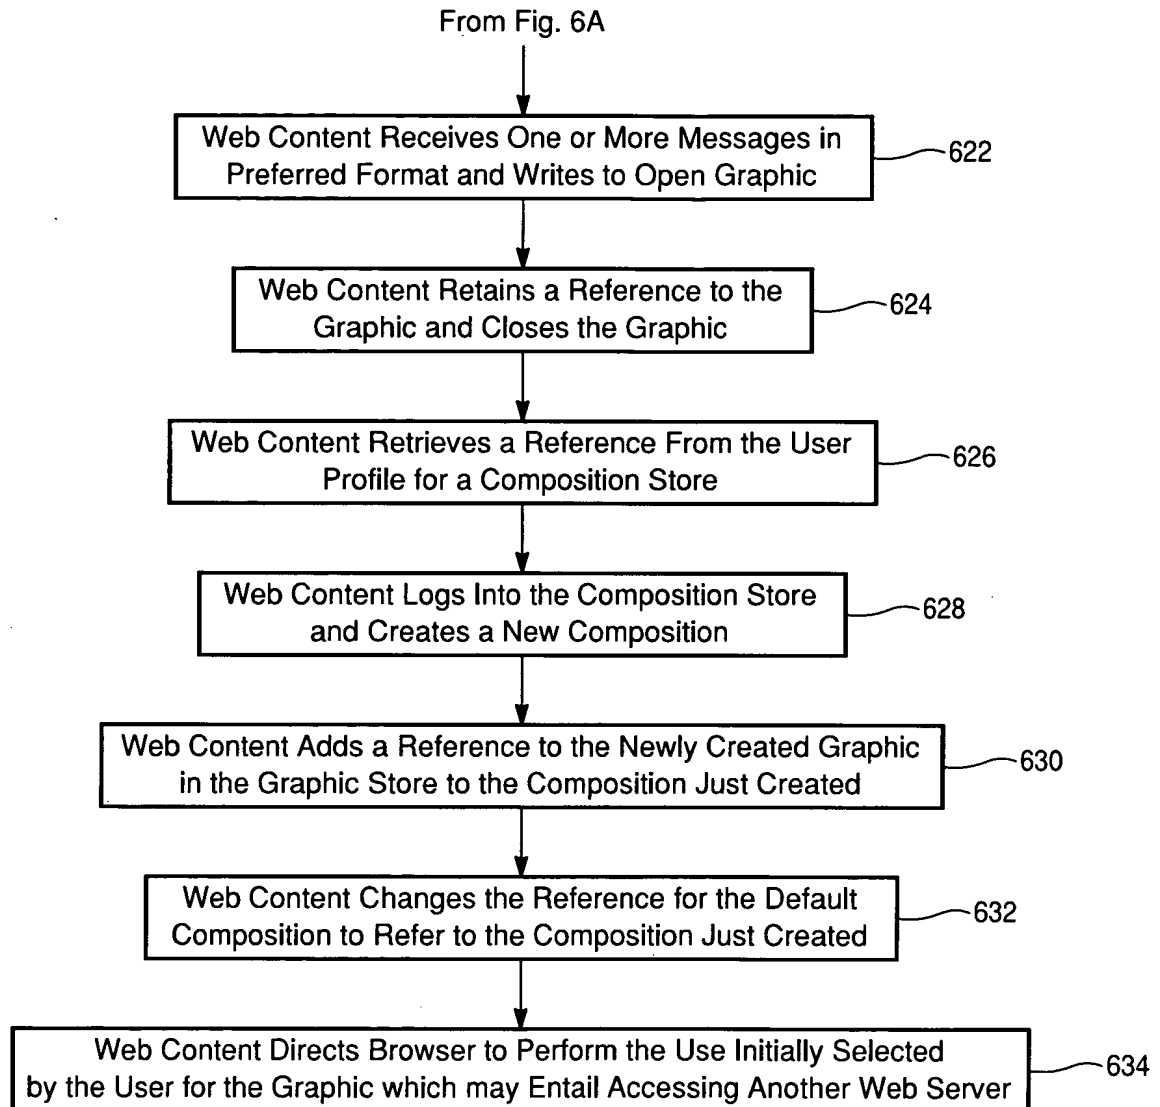 From Fig. 6A
Web Content Receives One or More Messages in
Preferred Format and Writes to Open Graphic
622
Web Content Retains a Reference to the
Graphic and Closes the Graphic
624
Web Content Retrieves a Reference From the User
Profile for a Composition Store
626
Web Content Logs Into the Composition Store
and Creates a New Composition
628
Web Content Adds a Reference to the Newly Created Graphic
in the Graphic Store to the Composition Just Created
630
Web Content Changes the Reference for the Default
Composition to Refer to the Composition Just Created
632
Web Content Directs Browser to Perform the Use Initially Selected
by the User for the Graphic which may Entail Accessing Another Web Server
634